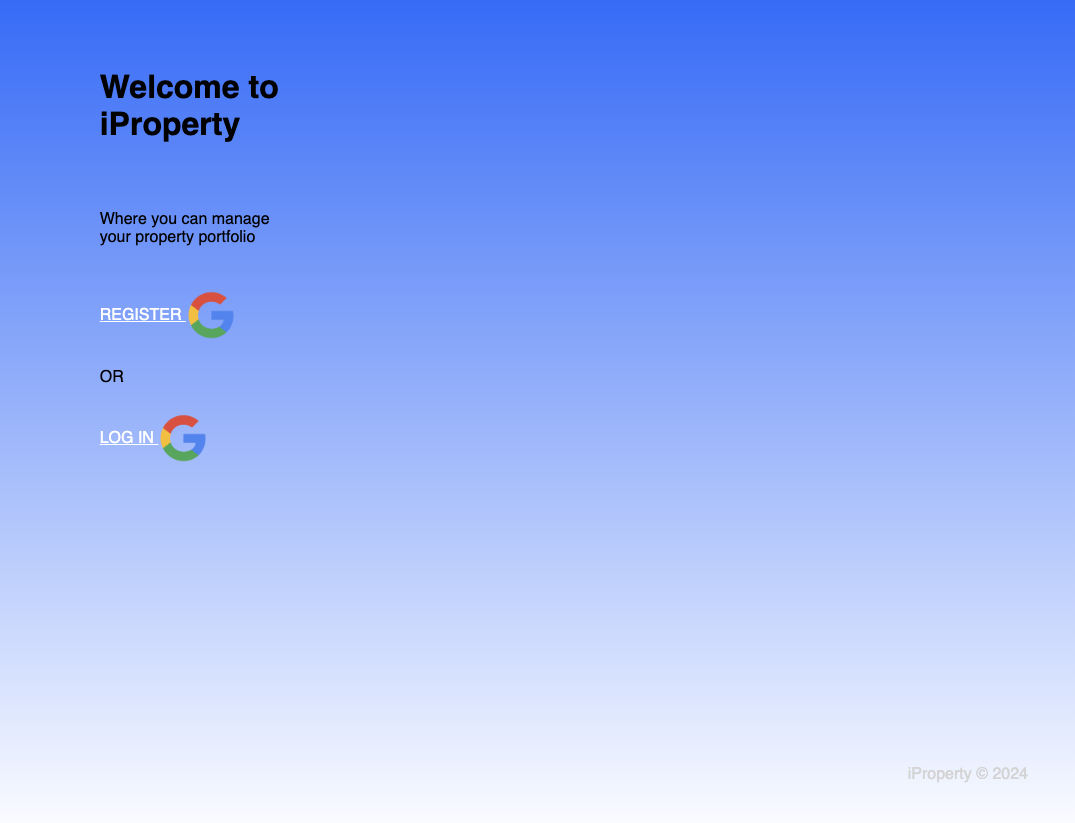 Welcome to
iProperty
Where you can manage
your property portfolio
REGISTER
OR
LOG IN
iProperty © 2024